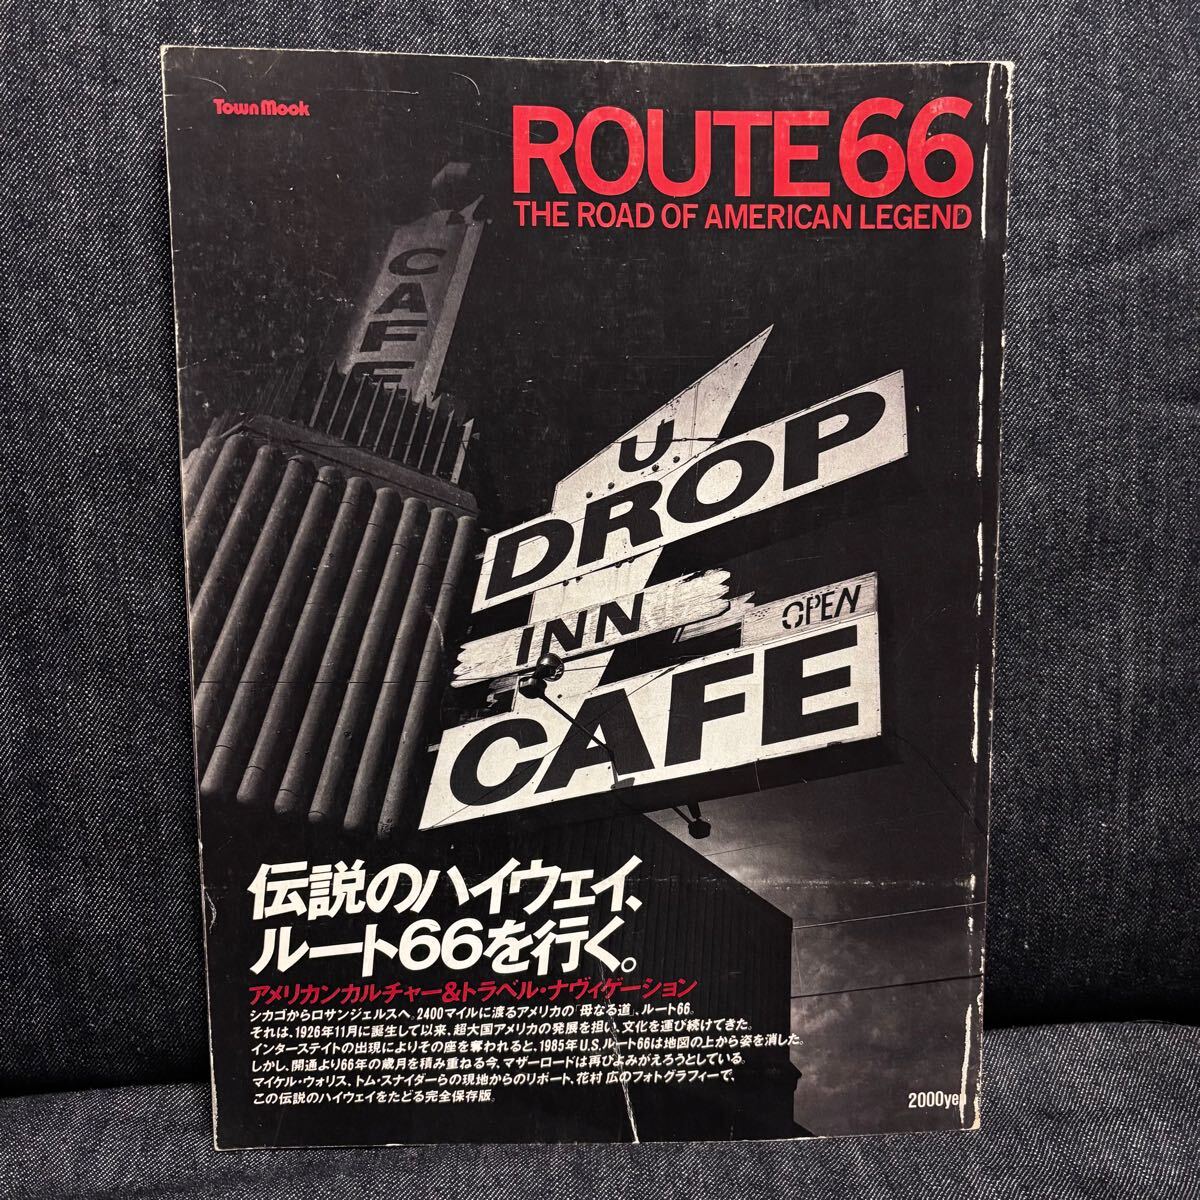 Town Mook
ROUTE 66
THE ROAD OF AMERICAN LEGEND
CAFE
U
DROP
INN
OPEN
CAFE
伝説のハイウェイ、
ルート66を行く。
アメリカンカルチャー&トラベル・ナヴィゲーション
シカゴからロサンジェルスへ。2400マイルに渡るアメリカの「母なる道」、ルート66。
それは、1926年11月に誕生して以来、超大国アメリカの発展を担い、文化を運び続けてきた。
インターステイトの出現によりその座を奪われると、1985年U.S.ルート66は地図の上から姿を消した。
しかし、開通より66年の歳月を積み重ねる今、マザーロードは再びよみがえろうとしている。
マイケル・ウォリス、トム・スナイダーらの現地からのリポート、花村 広のフォトグラフィーで、
この伝説のハイウェイをたどる完全保存版。
2000yen